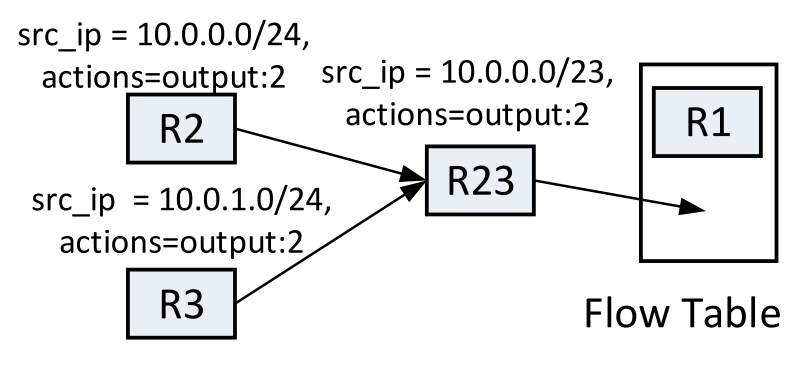 src_ip = 10.0.0.0/24,
actions=output:2
R2
src_ip = 10.0.0.0/23,
actions=output:2
R1
R23
src_ip  = 10.0.1.0/24,
actions=output:2
R3
Flow Table